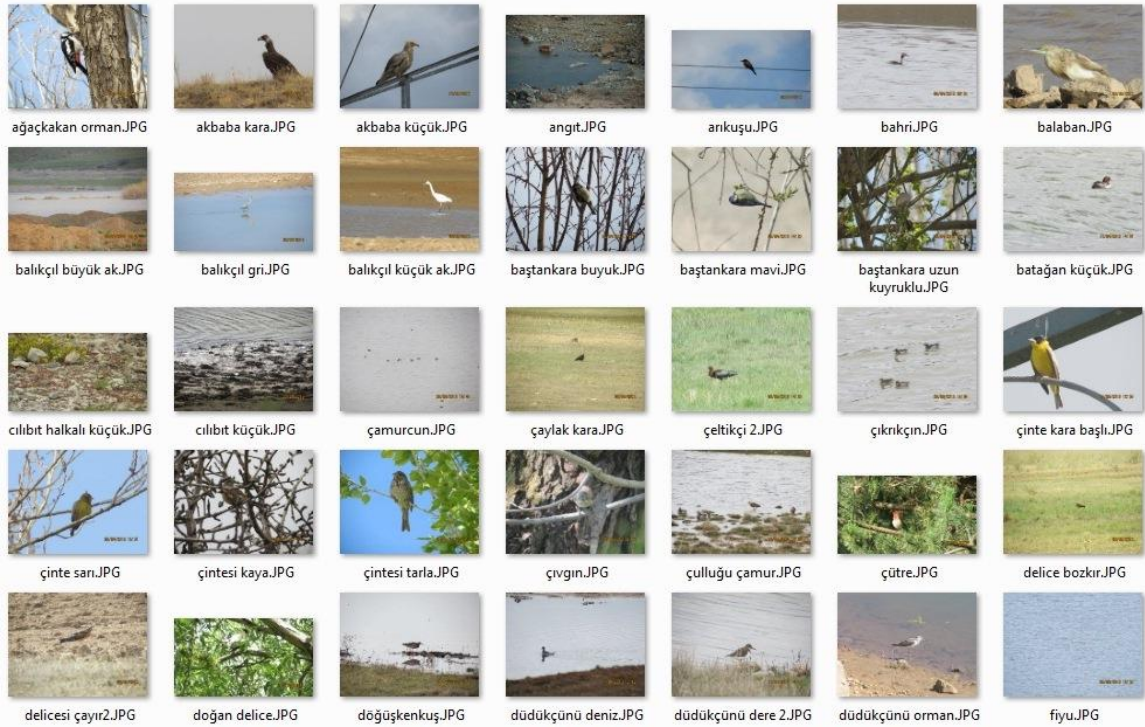 ağaçkakan orman.JPG
akbaba kara.JPG
akbaba küçük.JPG
angıt.JPG
arıkuşu.JPG
bahri.JPG
balaban.JPG
balıkçıl büyük ak.JPG
balıkçıl gri.JPG
balıkçıl küçük ak.JPG
baştankara buyuk.JPG
baştankara mavi.JPG
baştankara uzun
kuyruklu.JPG
batağan küçük.JPG
cılıbıt halkalı küçük.JPG
cılıbıt küçük.JPG
çamurcun.JPG
çaylak kara.JPG
çeltikçi 2.JPG
çıkrıkçın.JPG
çinte kara başlı.JPG
çinte sarı.JPG
çintesi kaya.JPG
çintesi tarla.JPG
çıvgın.JPG
çulluğu çamur.JPG
çütre.JPG
delice bozkır.JPG
delicesi çayır2.JPG
doğan delice.JPG
döğüşkenkuş.JPG
düdükçünü deniz.JPG
düdükçünü dere 2.JPG
düdükçünü orman.JPG
fiyu.JPG